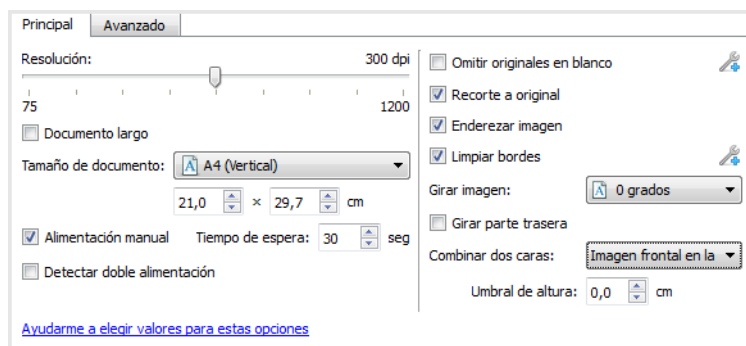 Principal
Avanzado
Resolución: 300 dpi
75 1200
Documento largo
Tamaño de documento: A4 (Vertical)
21,0 × 29,7 cm
Alimentación manual Tiempo de espera: 30 seg
Detectar doble alimentación
Ayudarme a elegir valores para estas opciones
Omitir originales en blanco
Recorte a original
Enderezar imagen
Limpiar bordes
Girar imagen: 0 grados
Girar parte trasera
Combinar dos caras: Imagen frontal en la
Umbral de altura: 0,0 cm